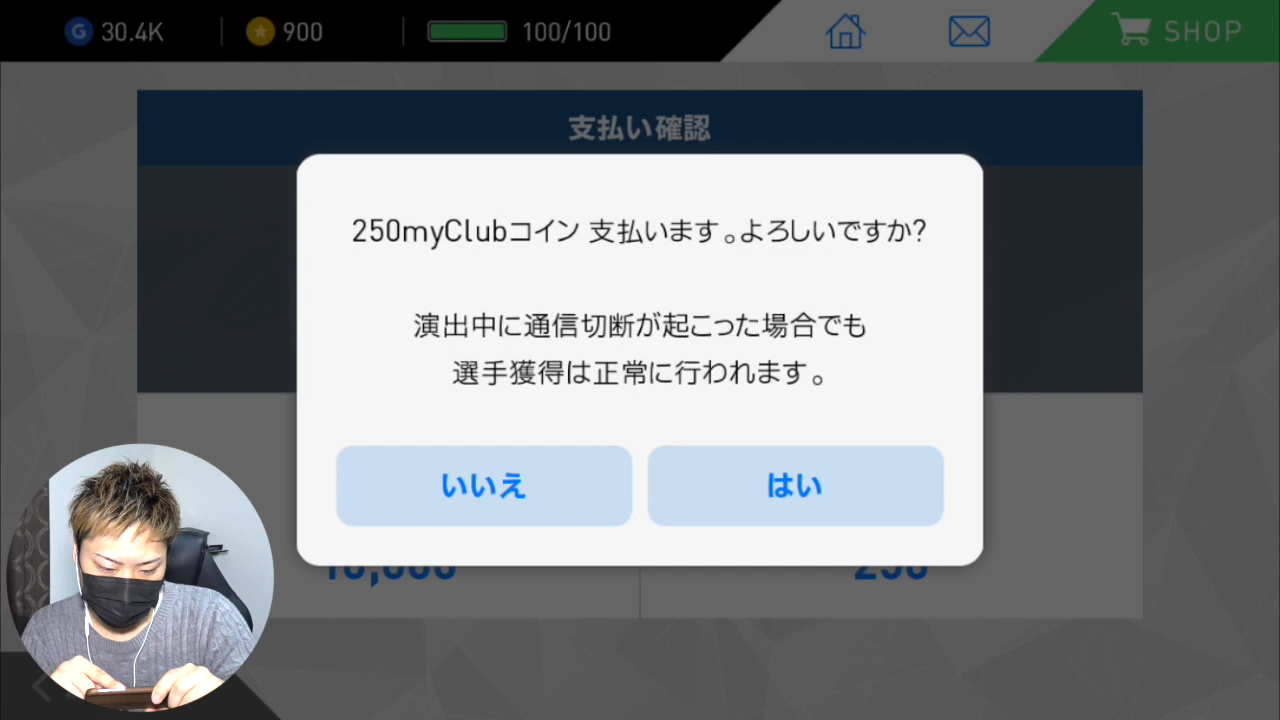 G 30.4K 900 100/100 SHOP
支払い確認
250myClubコイン 支払います。よろしいですか?
演出中に通信切断が起こった場合でも
選手獲得は正常に行われます。
いいえ はい
250